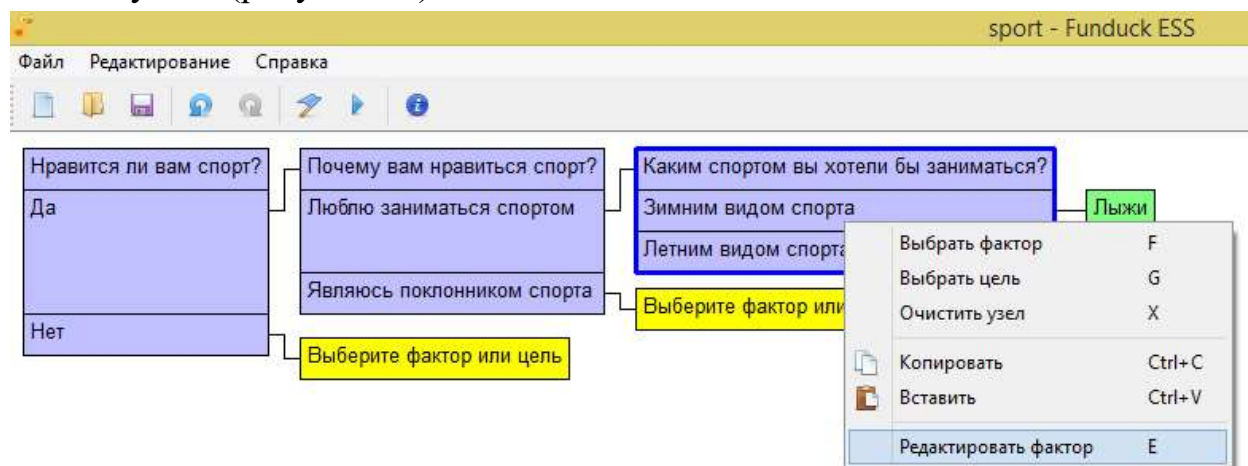 sport - Funduck ESS
Файл Редактирование Справка
Нравится ли вам спорт? Почему вам нравиться спорт? Каким спортом вы хотели бы заниматься?
Да Люблю заниматься спортом Зимним видом спорта Лыжи
Летним видом спорта
Являюсь поклонником спорта Выберите фактор или
Нет Выберите фактор или цель
Выбрать фактор F
Выбрать цель G
Очистить узел X
Копировать Ctrl+C
Вставить Ctrl+V
Редактировать фактор E